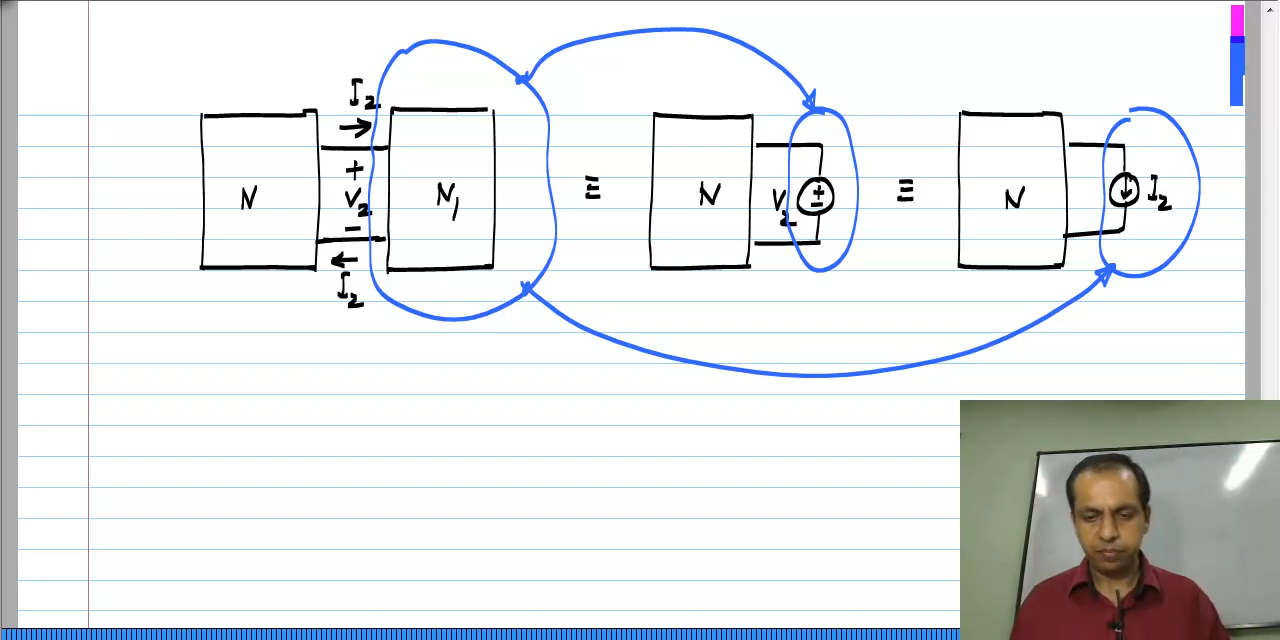 I₂
+
N V₂ N₁ ≡ N V₂ + − ≡ N I₂
−
I₂